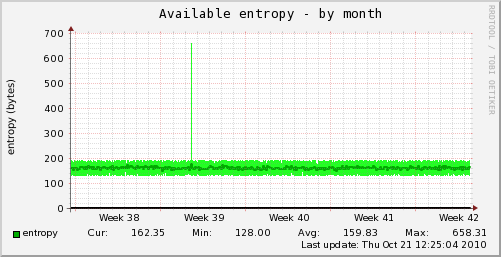 Available entropy - by month
RRDTOOL / TOBI OETIKER
entropy (bytes)
700
600
500
400
300
200
100
0
Week 38 Week 39 Week 40 Week 41 Week 42
entropy Cur: 162.35 Min: 128.00 Avg: 159.83 Max: 658.31
Last update: Thu Oct 21 12:25:04 2010